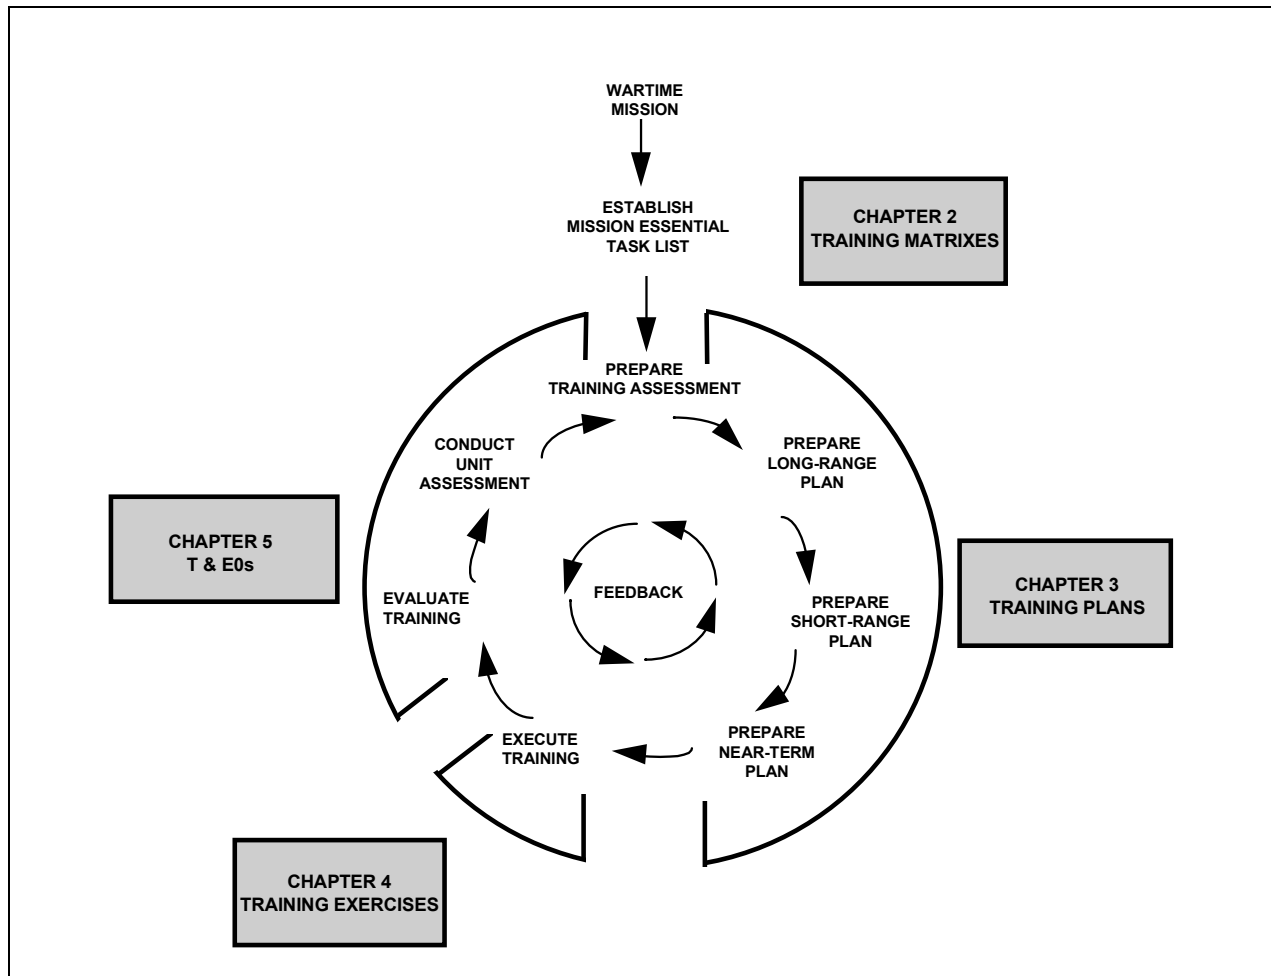 WARTIME
MISSION
ESTABLISH
MISSION ESSENTIAL
TASK LIST
CHAPTER 2
TRAINING MATRIXES
PREPARE
TRAINING ASSESSMENT
CONDUCT
UNIT
ASSESSMENT
PREPARE
LONG-RANGE
PLAN
CHAPTER 5
T & E0s
FEEDBACK
EVALUATE
TRAINING
PREPARE
SHORT-RANGE
PLAN
CHAPTER 3
TRAINING PLANS
EXECUTE
TRAINING
PREPARE
NEAR-TERM
PLAN
CHAPTER 4
TRAINING EXERCISES